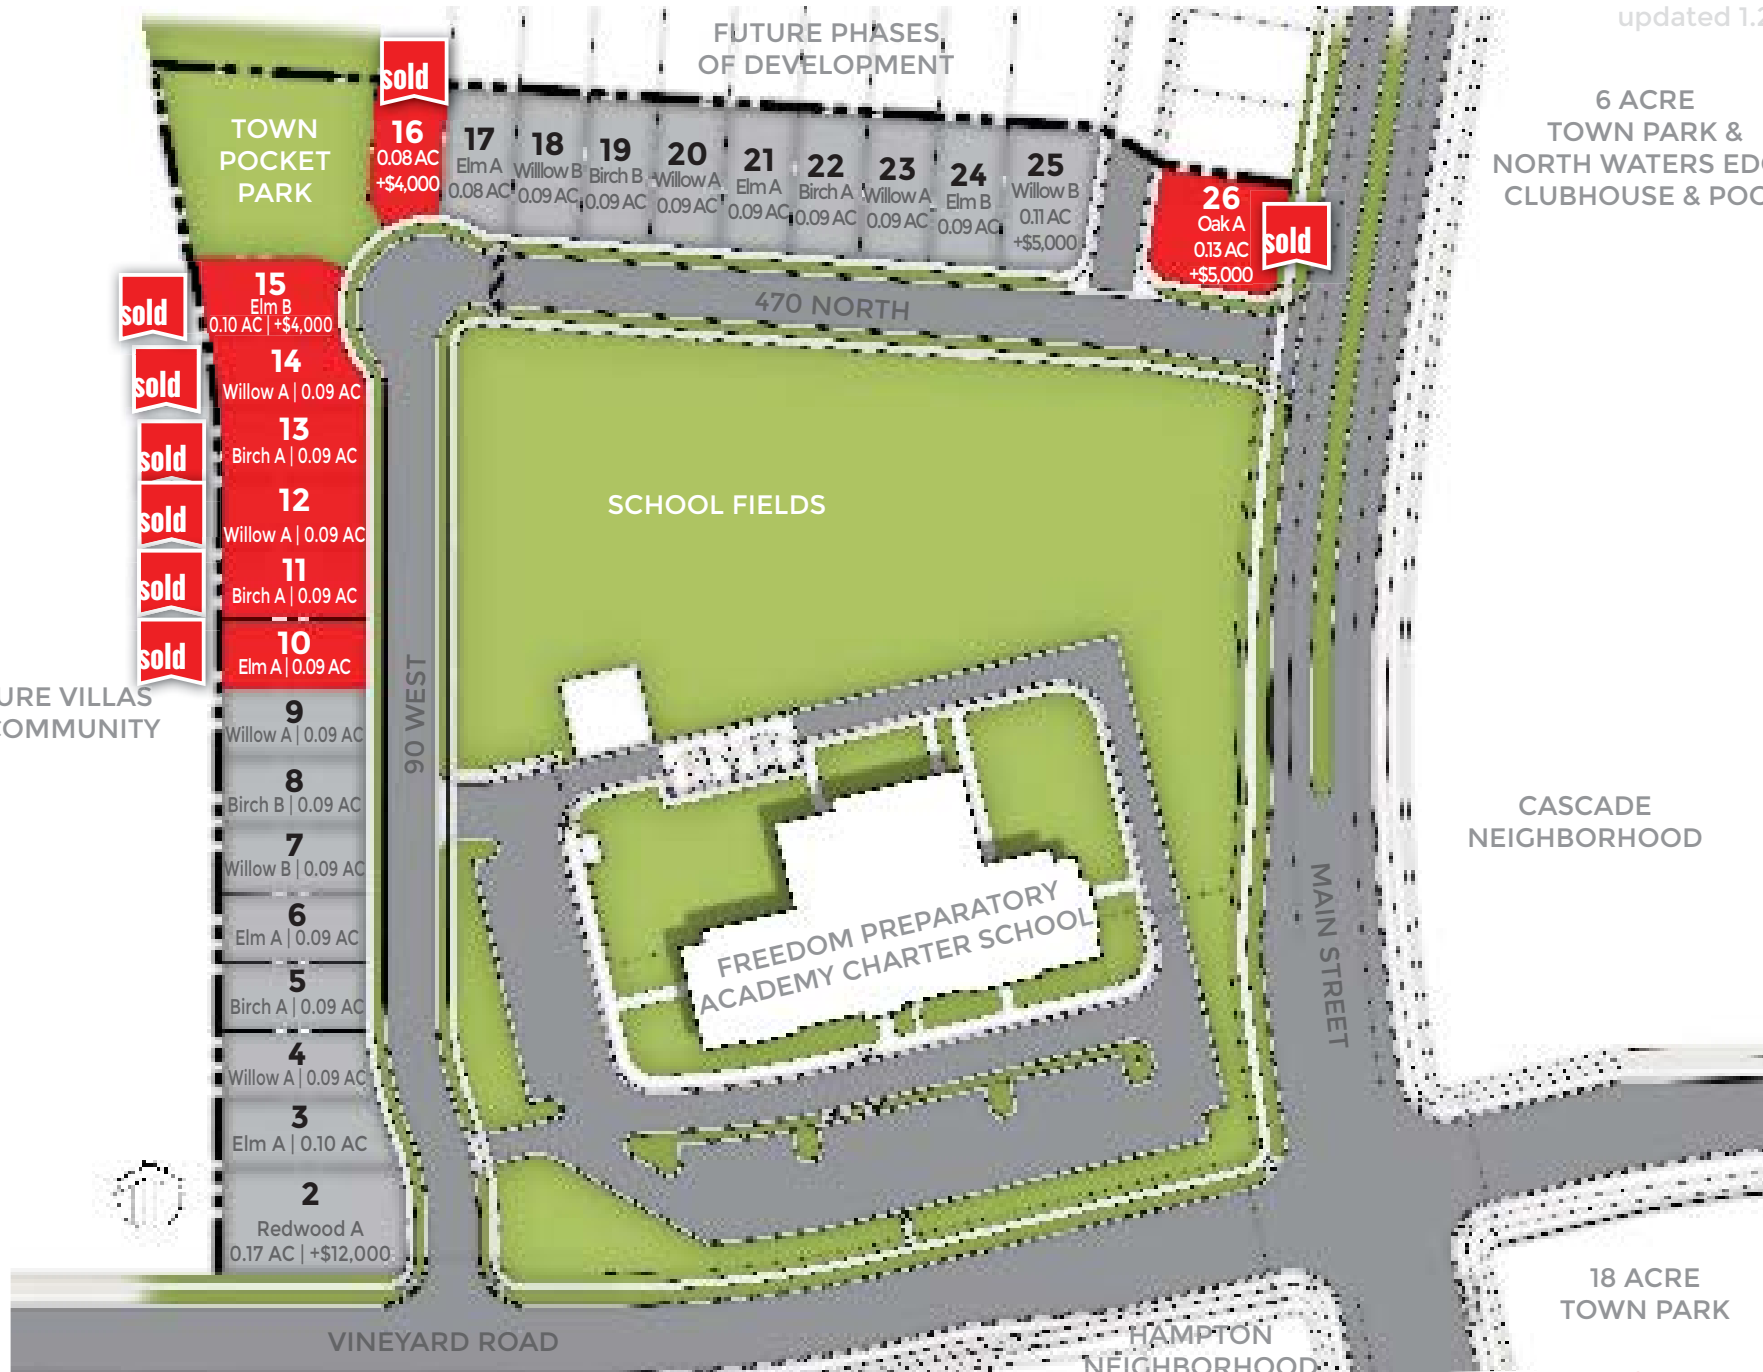 updated 1.2
FUTURE PHASES
OF DEVELOPMENT
6 ACRE
TOWN PARK &
NORTH WATERS EDG
CLUBHOUSE & POO
TOWN
POCKET
PARK
sold
16
0.08 AC
+$4,000
17
Elm A
0.08 AC
18
Willow B
0.09 AC
19
Birch B
0.09 AC
20
Willow A
0.09 AC
21
Elm A
0.09 AC
22
Birch A
0.09 AC
23
Willow A
0.09 AC
24
Elm B
0.09 AC
25
Willow B
0.11 AC
+$5,000
26
Oak A
0.13 AC
+$5,000
sold
470 NORTH
sold
15
Elm B
0.10 AC | +$4,000
sold
14
Willow A | 0.09 AC
sold
13
Birch A | 0.09 AC
sold
12
Willow A | 0.09 AC
sold
11
Birch A | 0.09 AC
sold
10
Elm A | 0.09 AC
9
Willow A | 0.09 AC
8
Birch B | 0.09 AC
7
Willow B | 0.09 AC
6
Elm A | 0.09 AC
5
Birch A | 0.09 AC
4
Willow A | 0.09 AC
3
Elm A | 0.10 AC
2
Redwood A
0.17 AC | +$12,000
URE VILLAS
COMMUNITY
90 WEST
SCHOOL FIELDS
FREEDOM PREPARATORY
ACADEMY CHARTER SCHOOL
MAIN STREET
CASCADE
NEIGHBORHOOD
18 ACRE
TOWN PARK
VINEYARD ROAD
HAMPTON
NEIGHBORHOOD